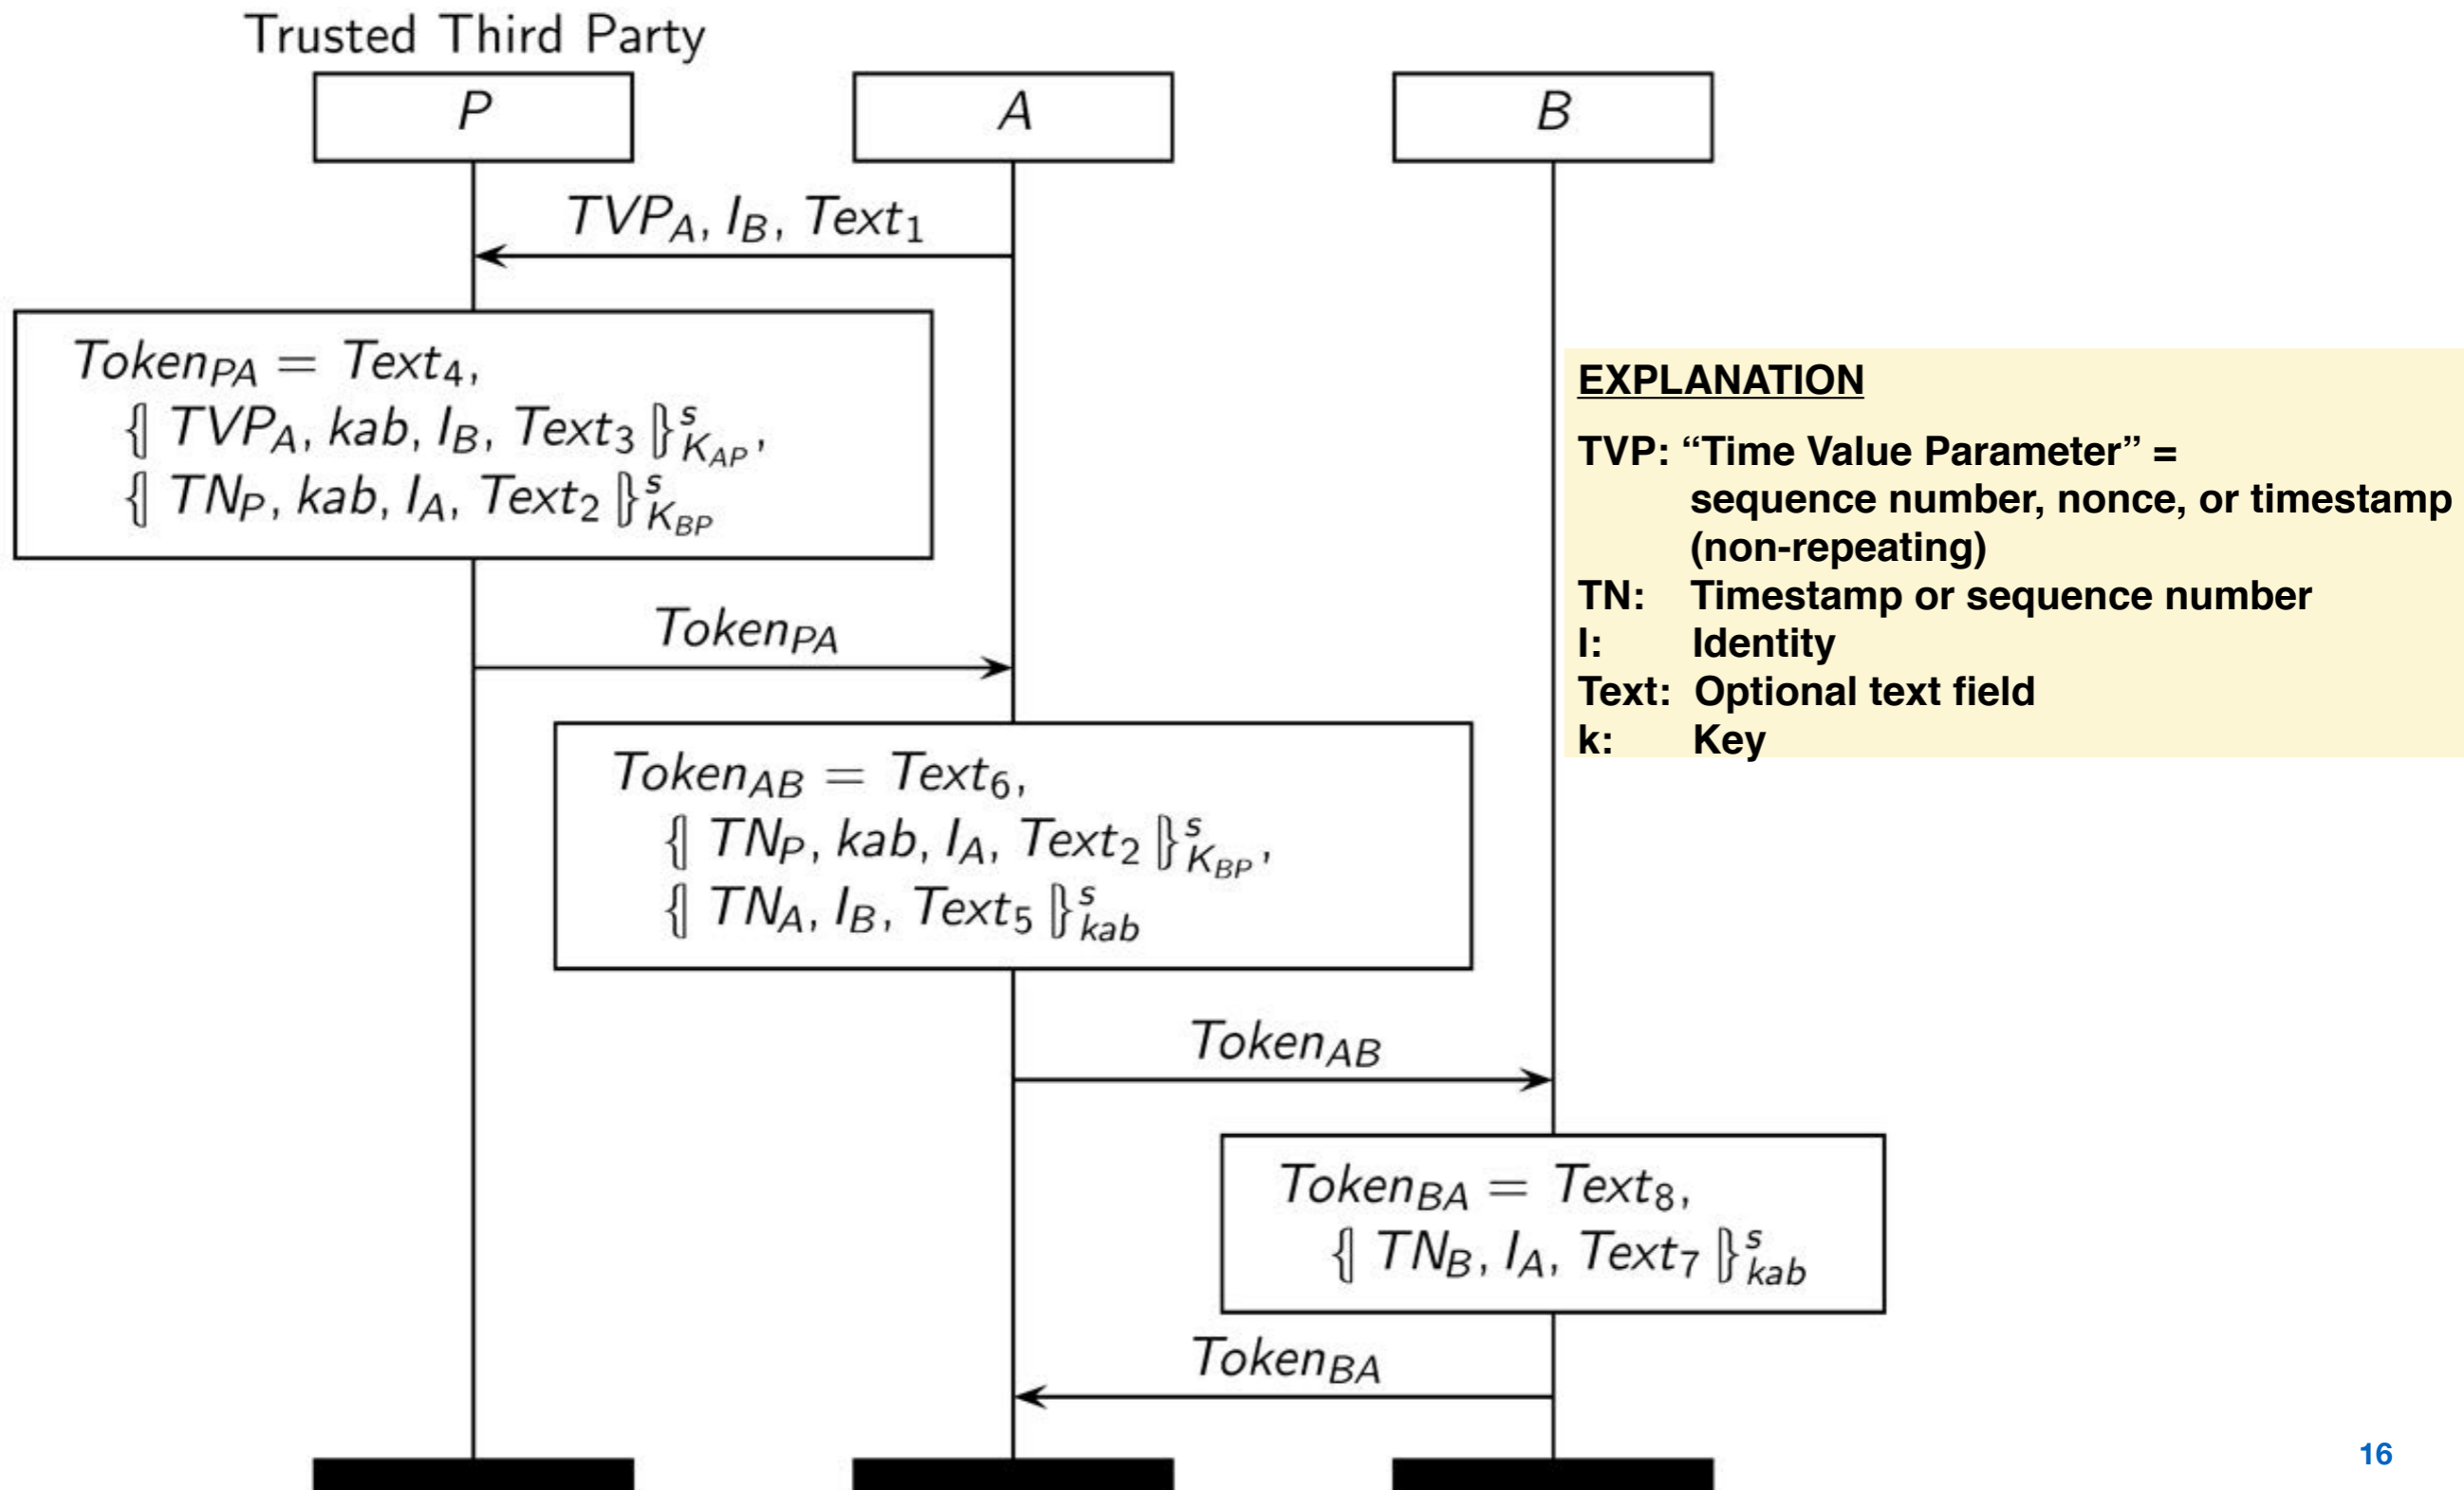 Trusted Third Party
P
A
B
TVP_A, I_B, Text_1
Token_PA = Text_4,
{| TVP_A, kab, I_B, Text_3 |}^s_K_AP,
{| TN_P, kab, I_A, Text_2 |}^s_K_BP
EXPLANATION
TVP: “Time Value Parameter” =
sequence number, nonce, or timestamp
(non-repeating)
TN: Timestamp or sequence number
I: Identity
Text: Optional text field
k: Key
Token_PA
Token_AB = Text_6,
{| TN_P, kab, I_A, Text_2 |}^s_K_BP,
{| TN_A, I_B, Text_5 |}^s_kab
Token_AB
Token_BA = Text_8,
{| TN_B, I_A, Text_7 |}^s_kab
Token_BA
16